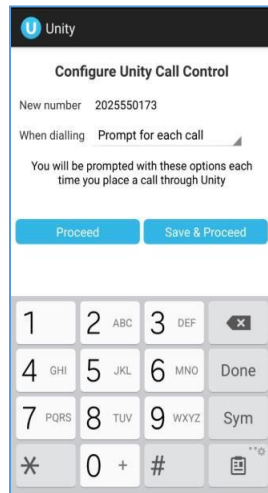 U Unity
Configure Unity Call Control
New number 2025550173
When dialling Prompt for each call
You will be prompted with these options each
time you place a call through Unity
Proceed Save & Proceed
1 2 ABC 3 DEF
4 GHI 5 JKL 6 MNO Done
7 PQRS 8 TUV 9 WXYZ Sym
* 0 + #